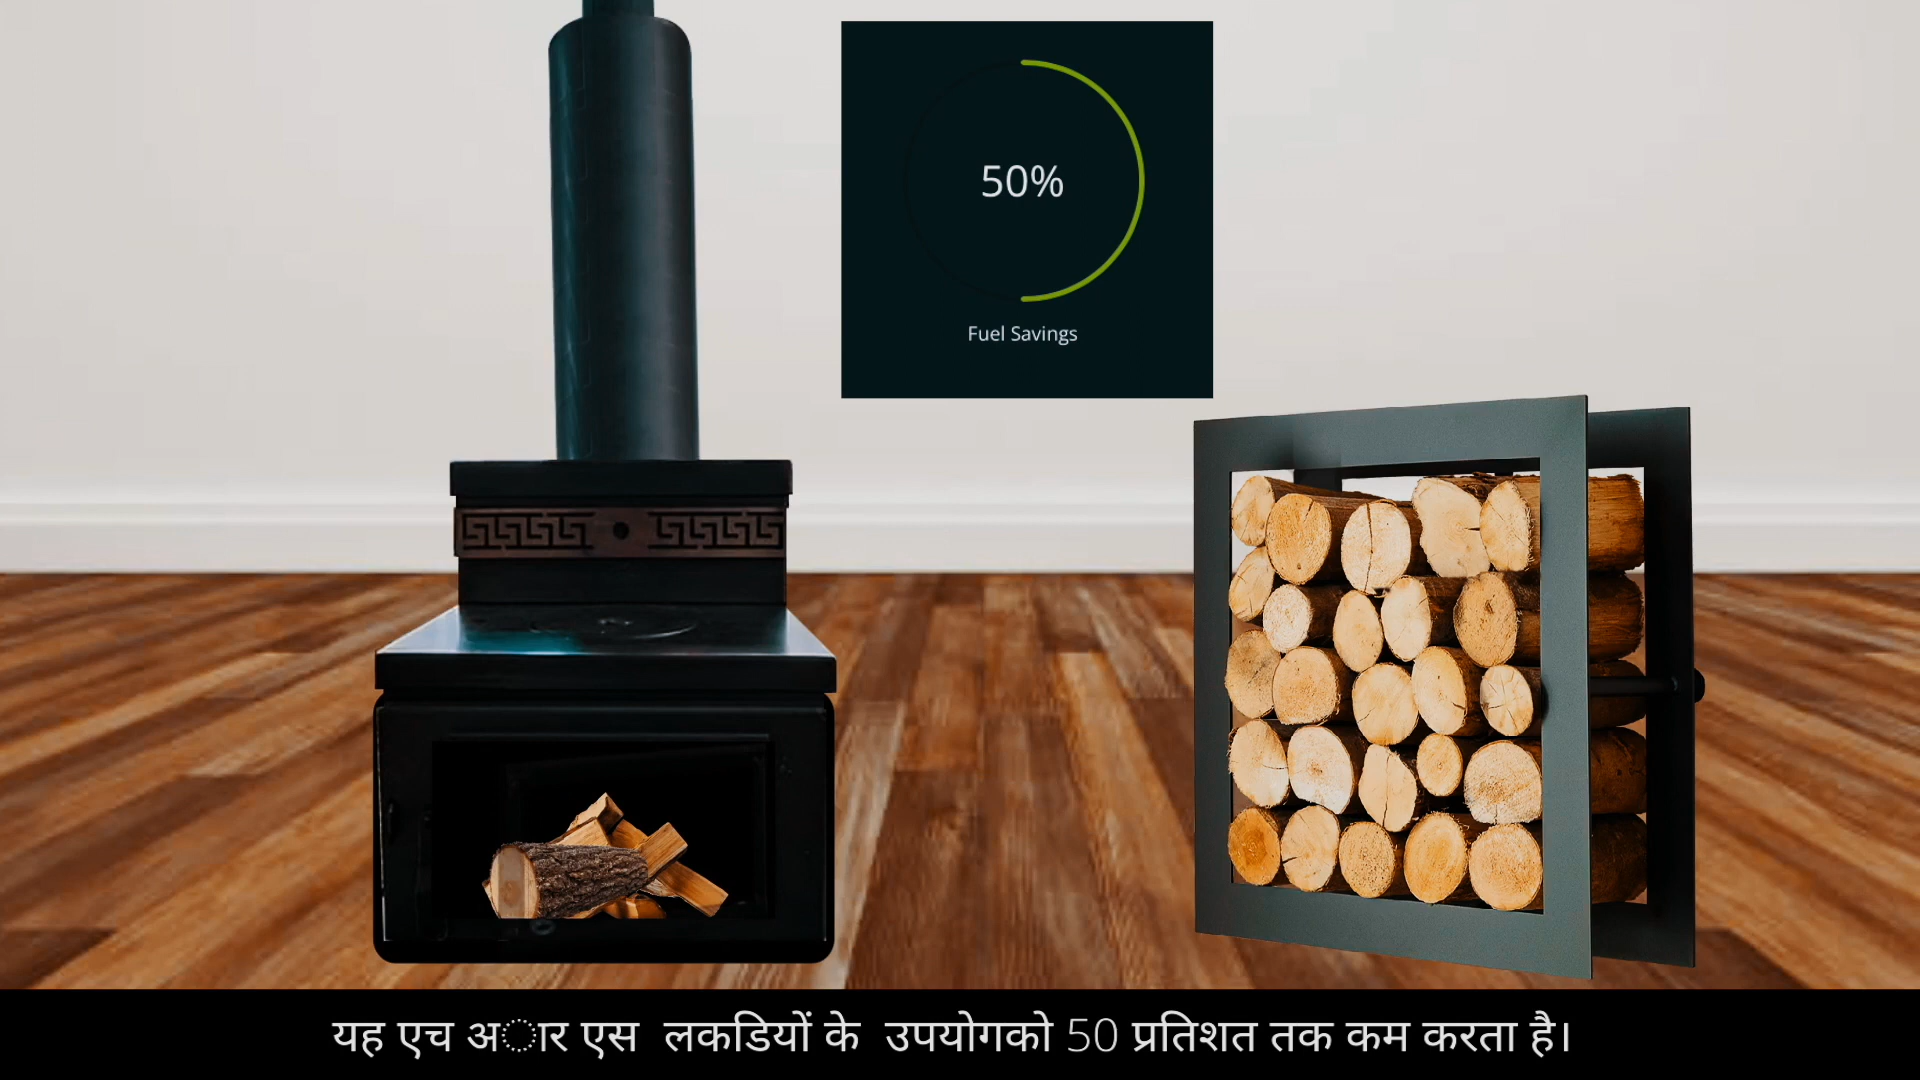 50%
Fuel Savings
यह एच अार एस लकडियों के उपयोगको 50 प्रतिशत तक कम करता है।